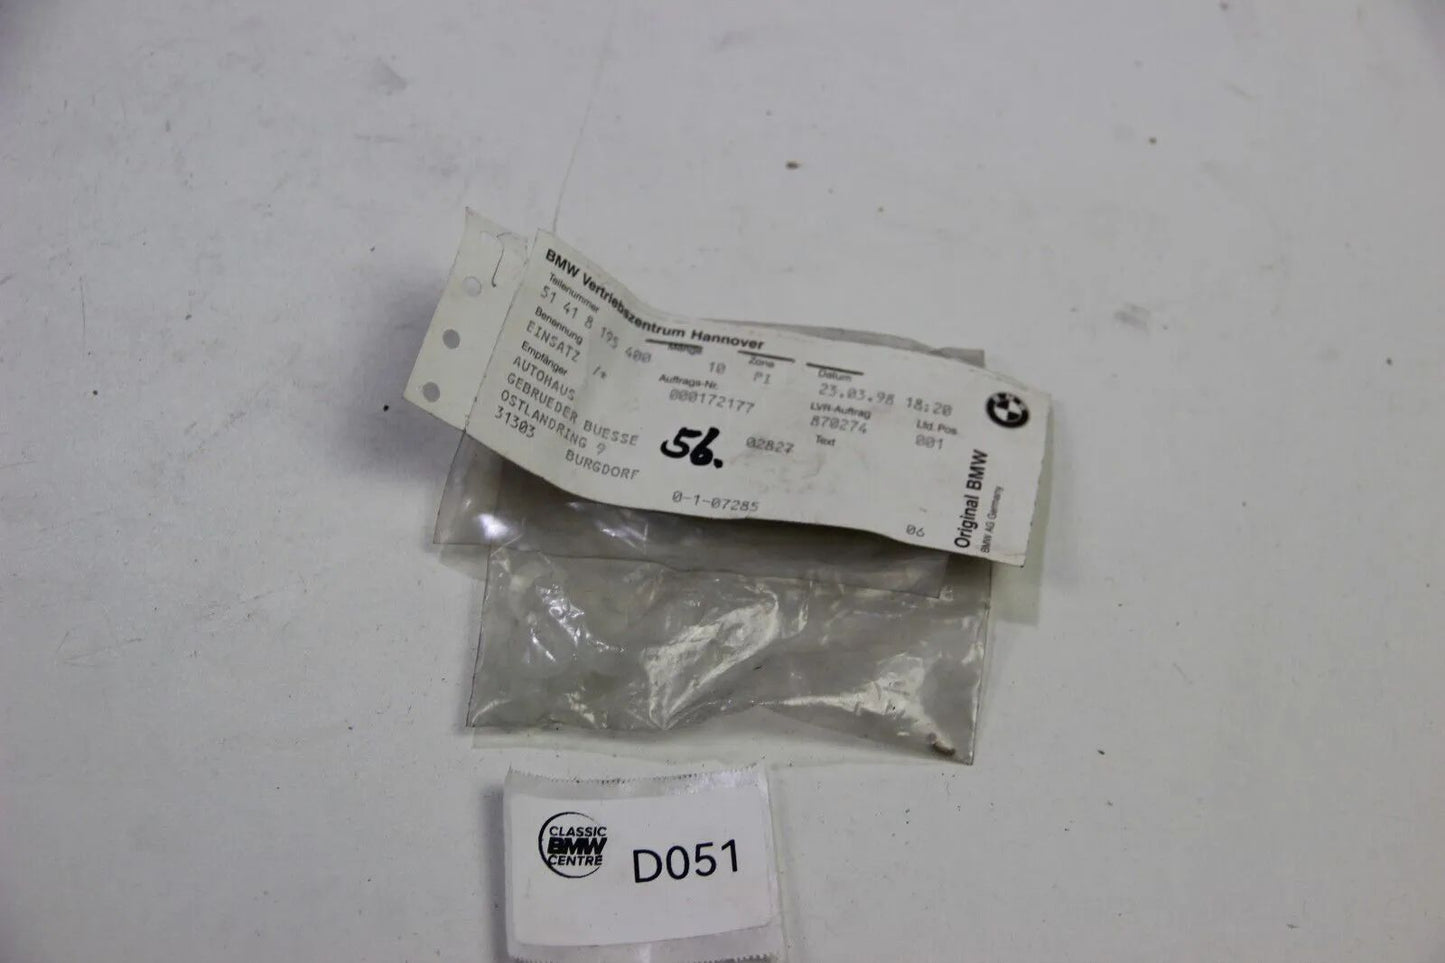 BMW Vertriebszentrum Hannover
Teilenummer Menge Zone Datum
51 41 8 195 400 10 PI 23.03.98 18:20
Benennung Auftrags-Nr. LVR-Auftrag Lfd. Pos.
EINSATZ /* 000172177 870274 001
Empfänger Text
AUTOHAUS
GEBRUEDER BUESSE 56. 02827
OSTLANDRING 9
31303 BURGDORF
0-1-07285 06
Original BMW
BMW AG Germany
CLASSIC
BMW
CENTRE
D051